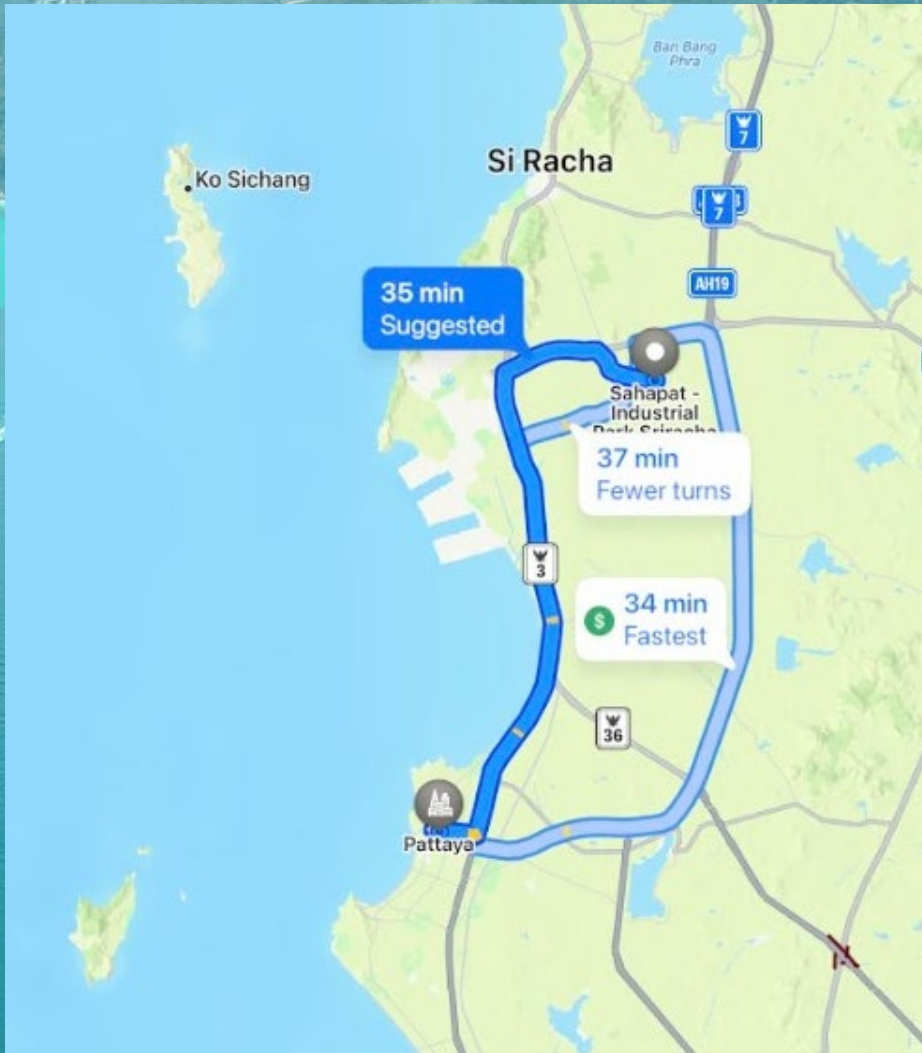 Ban Bang
Phra
7
Si Racha
Ko Sichang
7
AH19
35 min
Suggested
Sahapat -
Industrial
37 min
Fewer turns
3
$ 34 min
Fastest
36
Pattaya